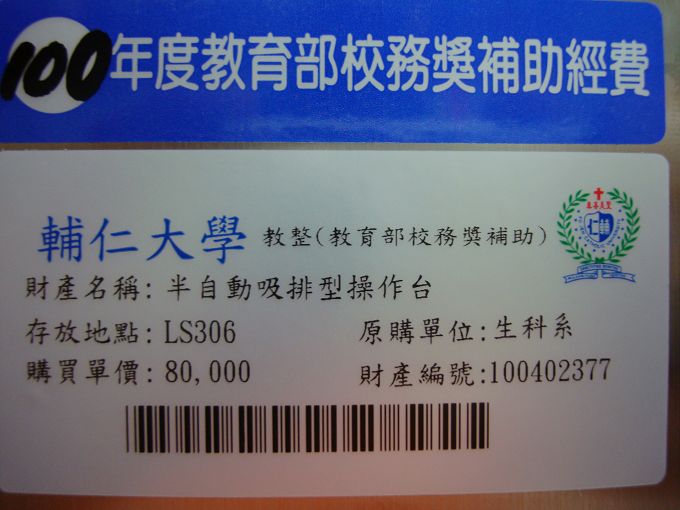 100年度教育部校務獎補助經費
輔仁大學 教整(教育部校務獎補助)
財產名稱: 半自動吸排型操作台
存放地點: LS306 原購單位: 生科系
購買單價: 80,000 財產編號:100402377